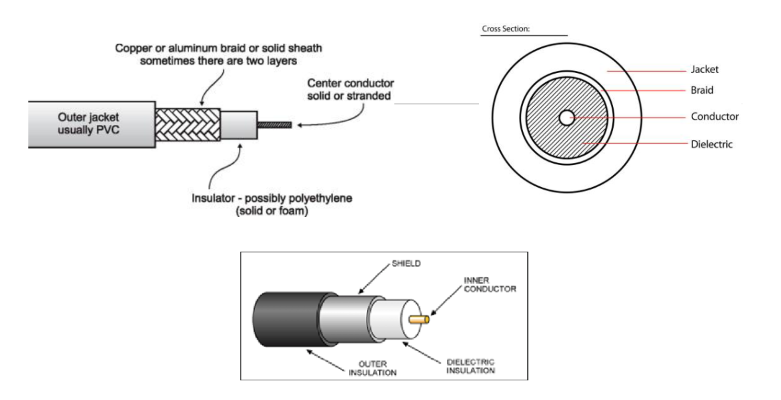 Cross Section:
Copper or aluminum braid or solid sheath
sometimes there are two layers
Center conductor
solid or stranded
Outer jacket
usually PVC
Insulator - possibly polyethylene
(solid or foam)
Jacket
Braid
Conductor
Dielectric
SHIELD
INNER
CONDUCTOR
OUTER
INSULATION
DIELECTRIC
INSULATION